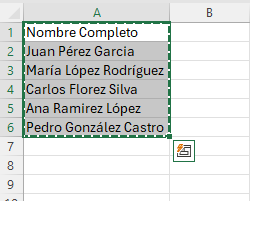 A B
1 Nombre Completo
2 Juan Pérez Garcia
3 María López Rodríguez
4 Carlos Florez Silva
5 Ana Ramirez López
6 Pedro González Castro
7
8
9